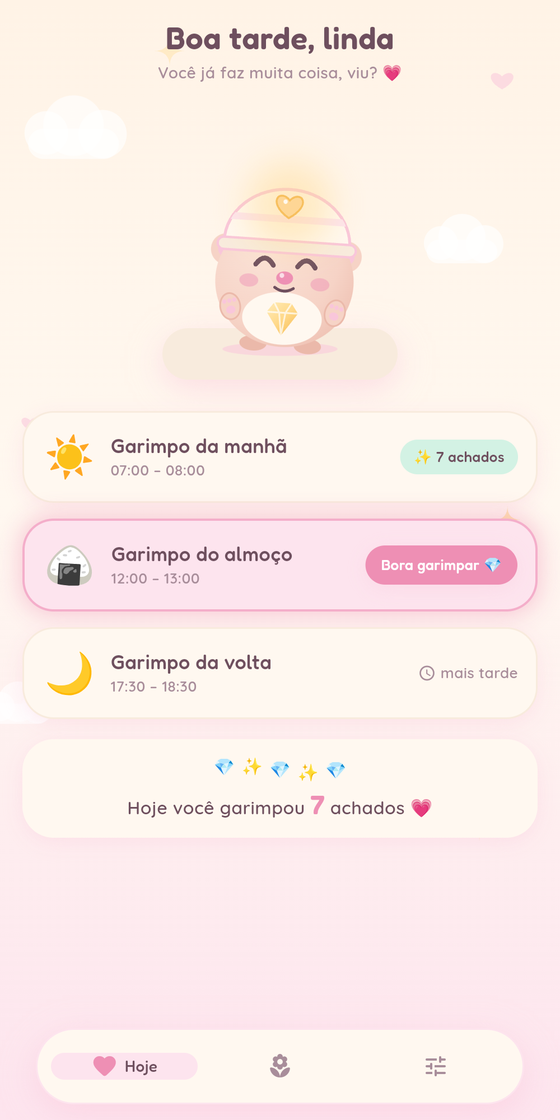 Boa tarde, linda
Você já faz muita coisa, viu? 💗
Garimpo da manhã
07:00 – 08:00
✨ 7 achados
Garimpo do almoço
12:00 – 13:00
Bora garimpar 💎
Garimpo da volta
17:30 – 18:30
mais tarde
Hoje você garimpou 7 achados 💗
Hoje